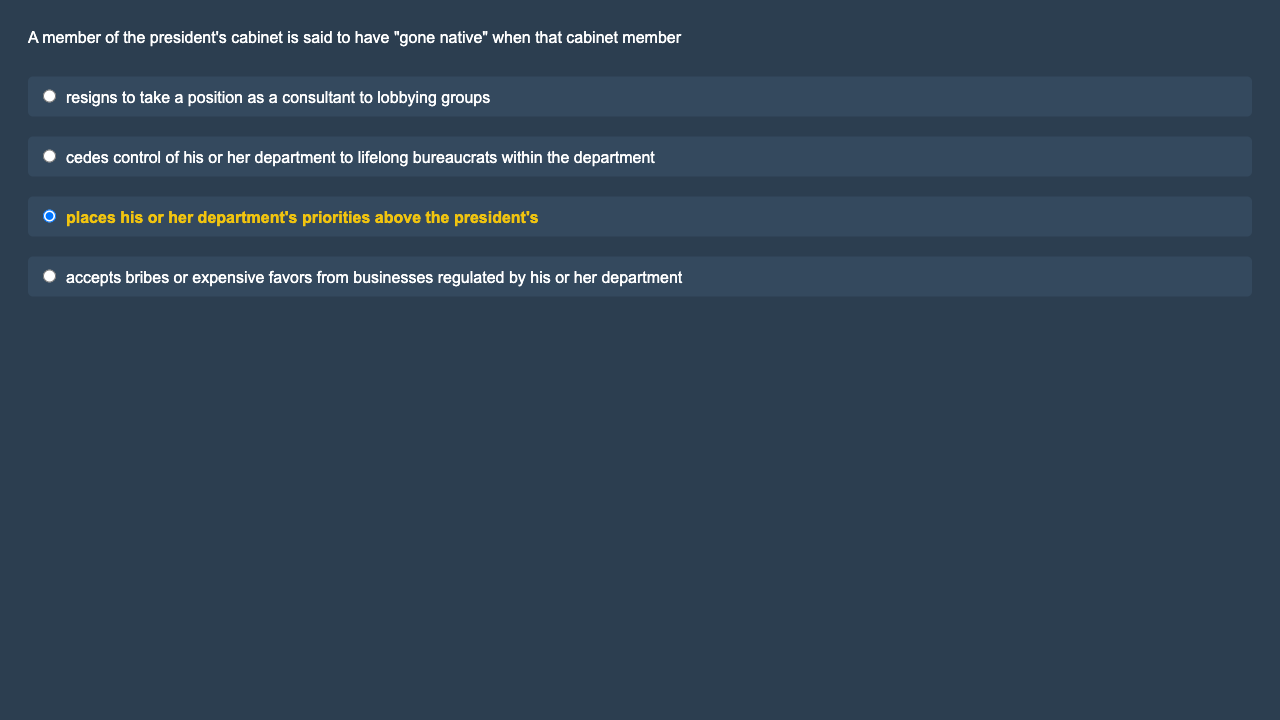 A member of the president's cabinet is said to have "gone native" when that cabinet member
resigns to take a position as a consultant to lobbying groups
cedes control of his or her department to lifelong bureaucrats within the department
places his or her department's priorities above the president's
accepts bribes or expensive favors from businesses regulated by his or her department